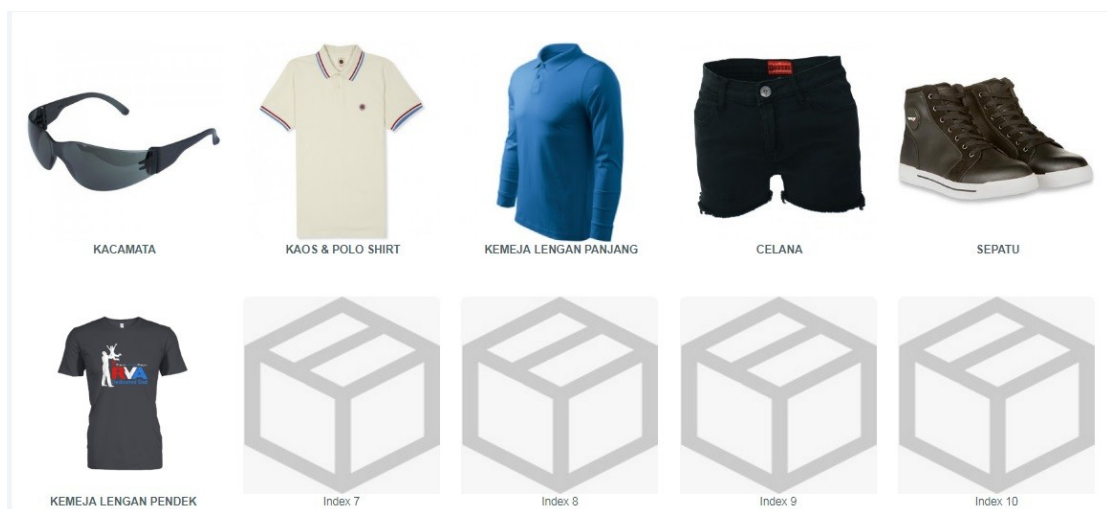 KACAMATA
KAOS & POLO SHIRT
KEMEJA LENGAN PANJANG
CELANA
SEPATU
RVA
KEMEJA LENGAN PENDEK
Index 7
Index 8
Index 9
Index 10